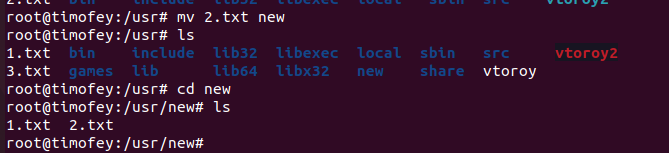 2.txt bin include lib32 libexec local sbin src vtoroy2
root@timofey:/usr# mv 2.txt new
root@timofey:/usr# ls
1.txt bin include lib32 libexec local sbin src vtoroy2
3.txt games lib lib64 libx32 new share vtoroy
root@timofey:/usr# cd new
root@timofey:/usr/new# ls
1.txt 2.txt
root@timofey:/usr/new#